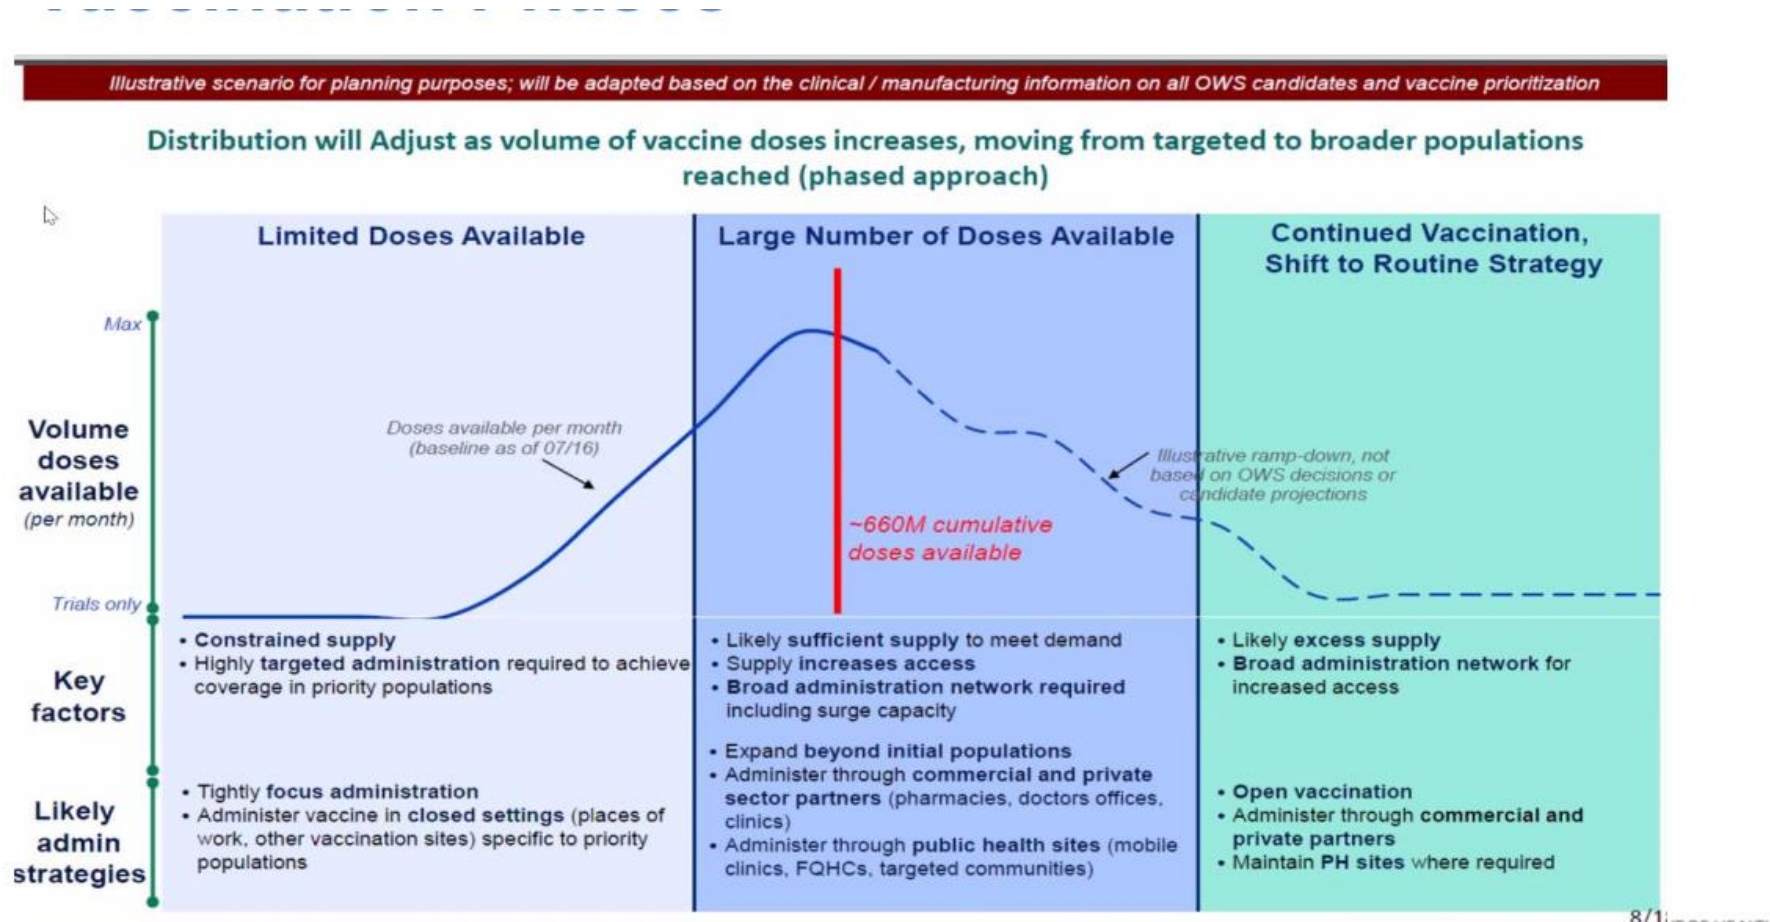 Vaccination Phases
Illustrative scenario for planning purposes; will be adapted based on the clinical / manufacturing information on all OWS candidates and vaccine prioritization
Distribution will Adjust as volume of vaccine doses increases, moving from targeted to broader populations
reached (phased approach)
Limited Doses Available
Large Number of Doses Available
Continued Vaccination,
Shift to Routine Strategy
Max
Volume
doses
available
(per month)
Trials only
Doses available per month
(baseline as of 07/16)
~660M cumulative
doses available
Illustrative ramp-down, not
based on OWS decisions or
candidate projections
Key
factors
• Constrained supply
• Highly targeted administration required to achieve
coverage in priority populations
• Likely sufficient supply to meet demand
• Supply increases access
• Broad administration network required
including surge capacity
• Likely excess supply
• Broad administration network for
increased access
Likely
admin
strategies
• Tightly focus administration
• Administer vaccine in closed settings (places of
work, other vaccination sites) specific to priority
populations
• Expand beyond initial populations
• Administer through commercial and private
sector partners (pharmacies, doctors offices,
clinics)
• Administer through public health sites (mobile
clinics, FQHCs, targeted communities)
• Open vaccination
• Administer through commercial and
private partners
• Maintain PH sites where required